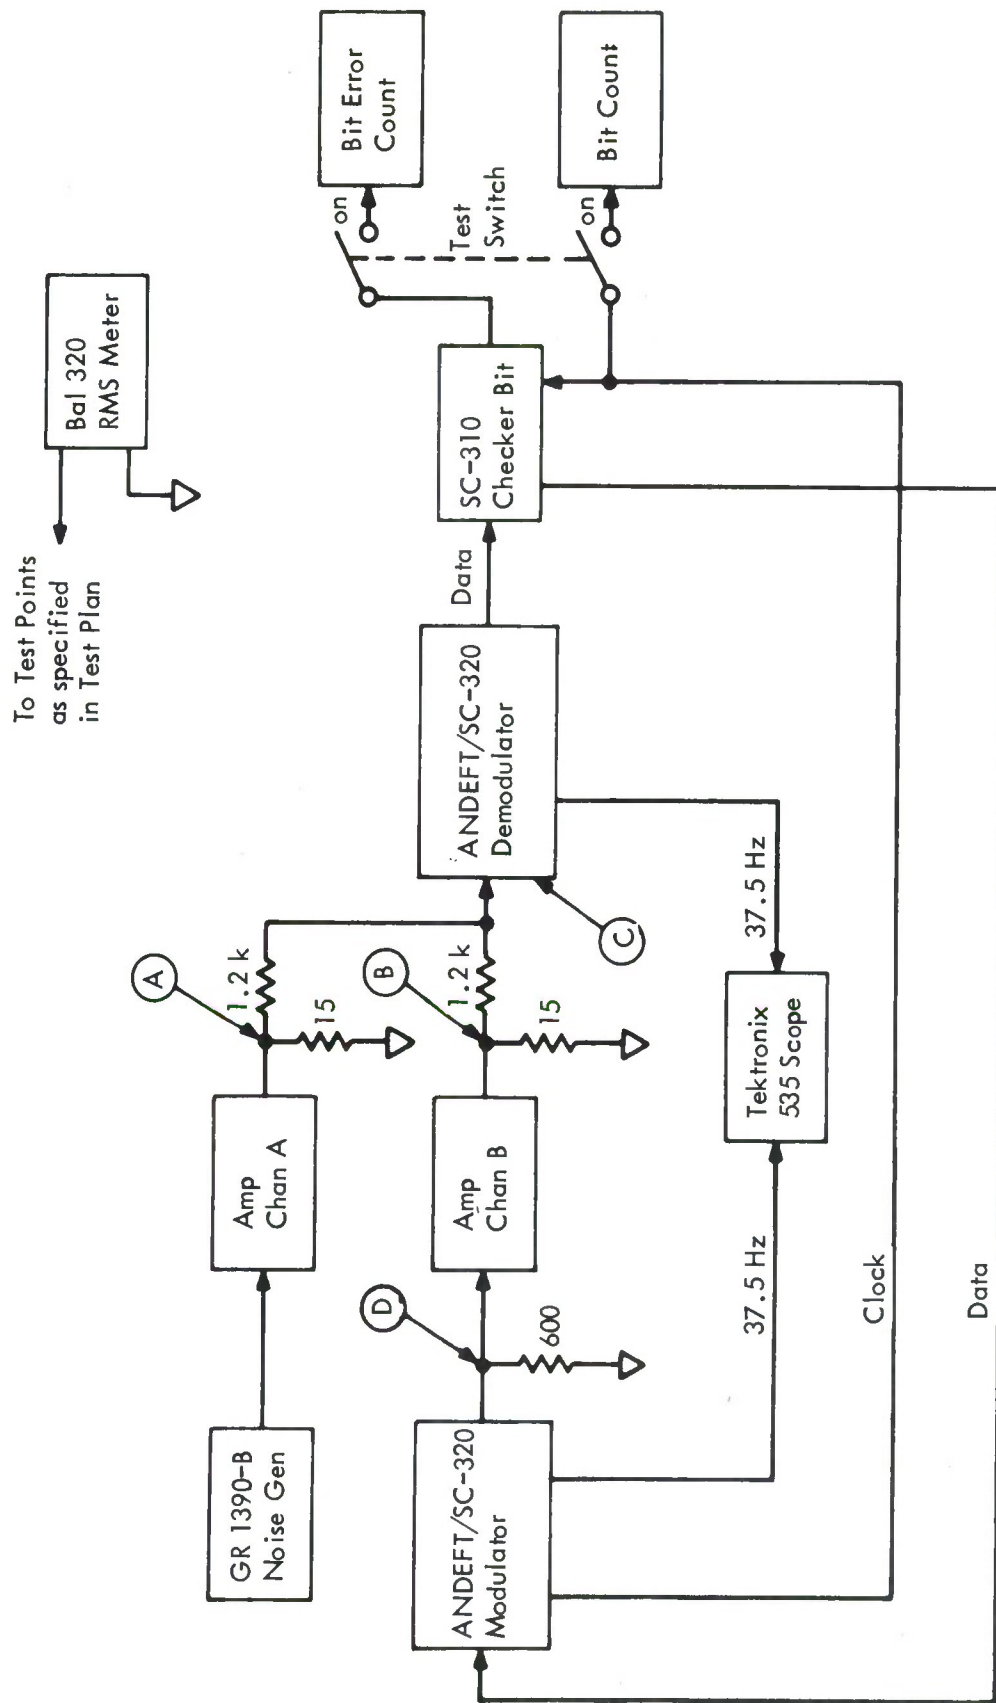 To Test Points
as specified
in Test Plan
Bal 320
RMS Meter
GR 1390-B
Noise Gen
Amp
Chan A
A
1.2 k
15
ANDEFT/SC-320
Modulator
D
600
Amp
Chan B
B
1.2 k
15
C
ANDEFT/SC-320
Demodulator
Data
SC-310
Checker Bit
on
Test
Switch
on
Bit Error
Count
Bit Count
37.5 Hz
Tektronix
535 Scope
37.5 Hz
Clock
Data